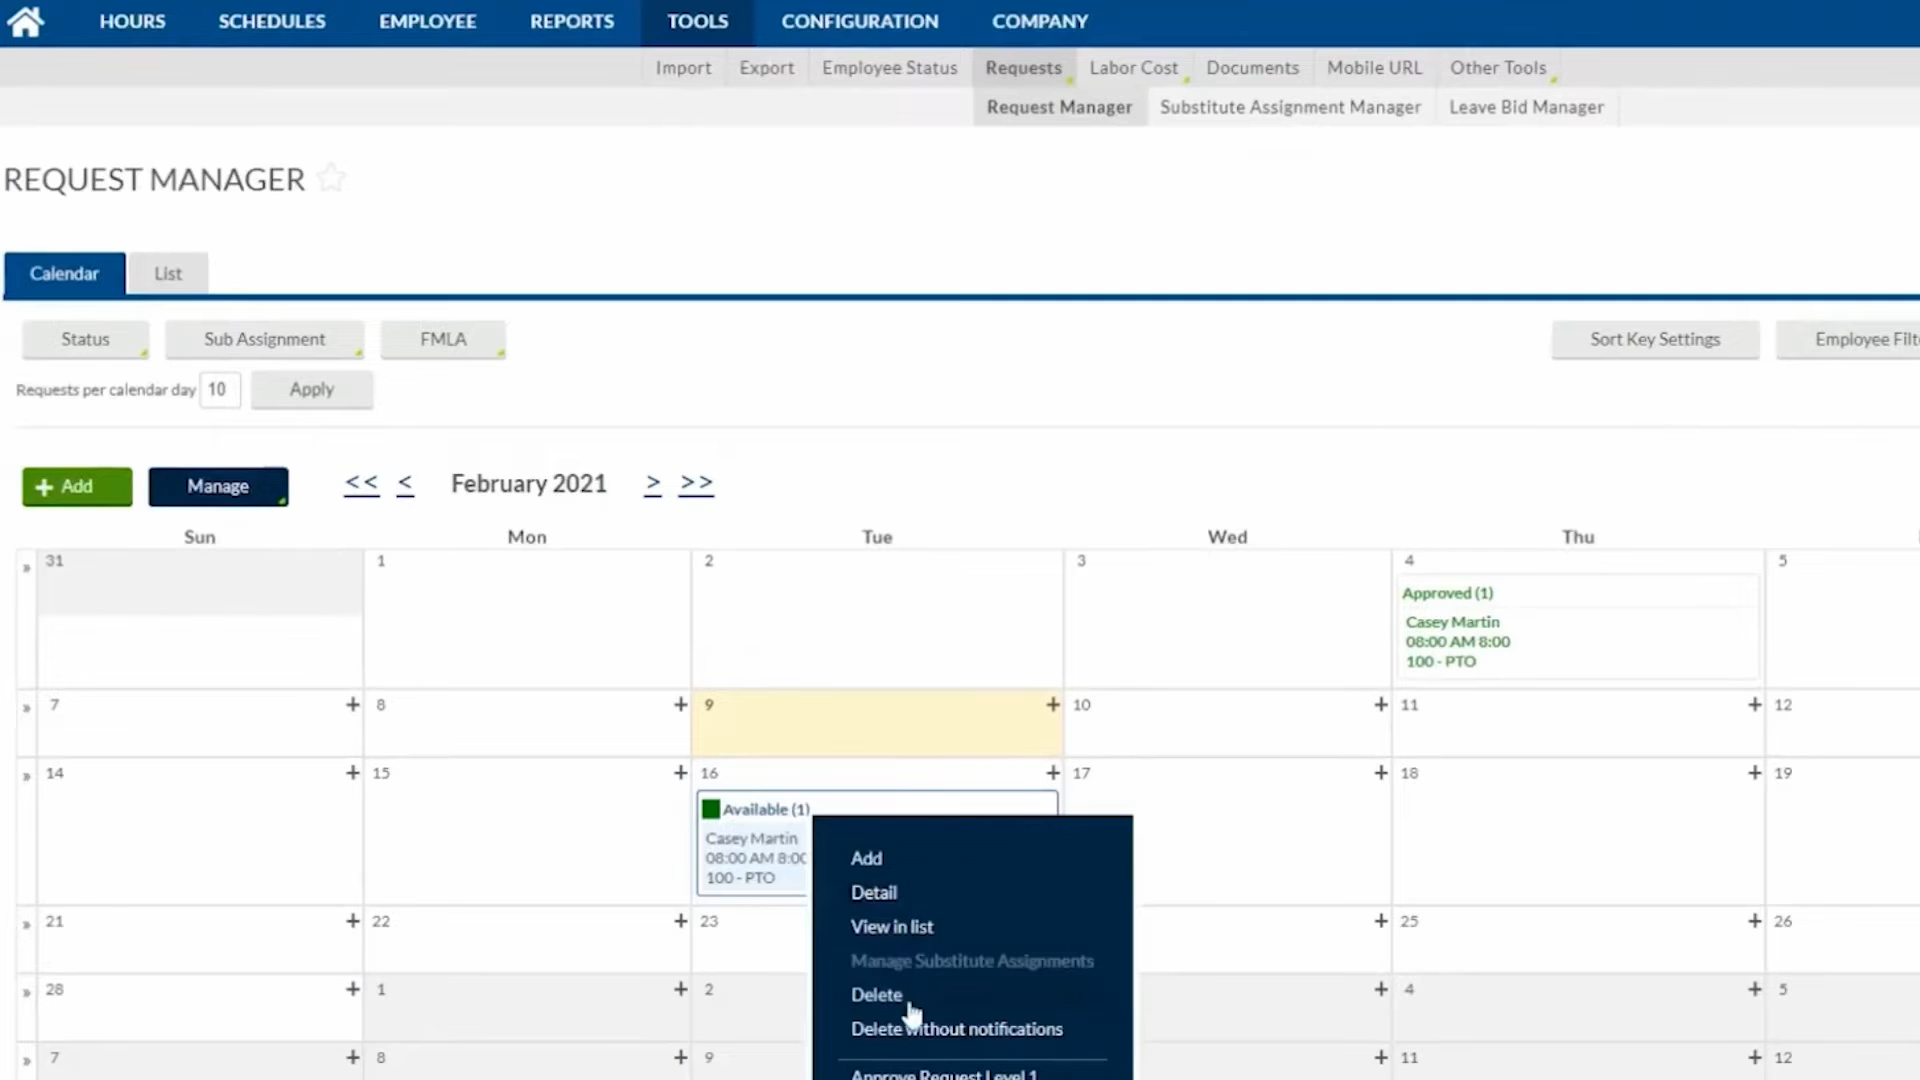 HOURS SCHEDULES EMPLOYEE REPORTS TOOLS CONFIGURATION COMPANY
Import Export Employee Status Requests Labor Cost Documents Mobile URL Other Tools
Request Manager Substitute Assignment Manager Leave Bid Manager
REQUEST MANAGER
Calendar List
Status Sub Assignment FMLA Sort Key Settings Employee
Requests per calendar day 10 Apply
+ Add Manage << < February 2021 > >>
Sun Mon Tue Wed Thu
» 31 1 2 3 4 5
Approved (1)
Casey Martin
08:00 AM 8:00
100 - PTO
» 7 + 8 + 9 + 10 + 11 + 12
» 14 + 15 + 16 + 17 + 18 + 19
Available (1)
Casey Martin
08:00 AM 8:00
100 - PTO
Add
Detail
View in list
Manage Substitute Assignments
Delete
Delete without notifications
Approve Request Level 1
» 21 + 22 + 23 + 25 + 26
» 28 + 1 + 2 + 4 + 5
» 7 + 8 + 9 + 11 + 12